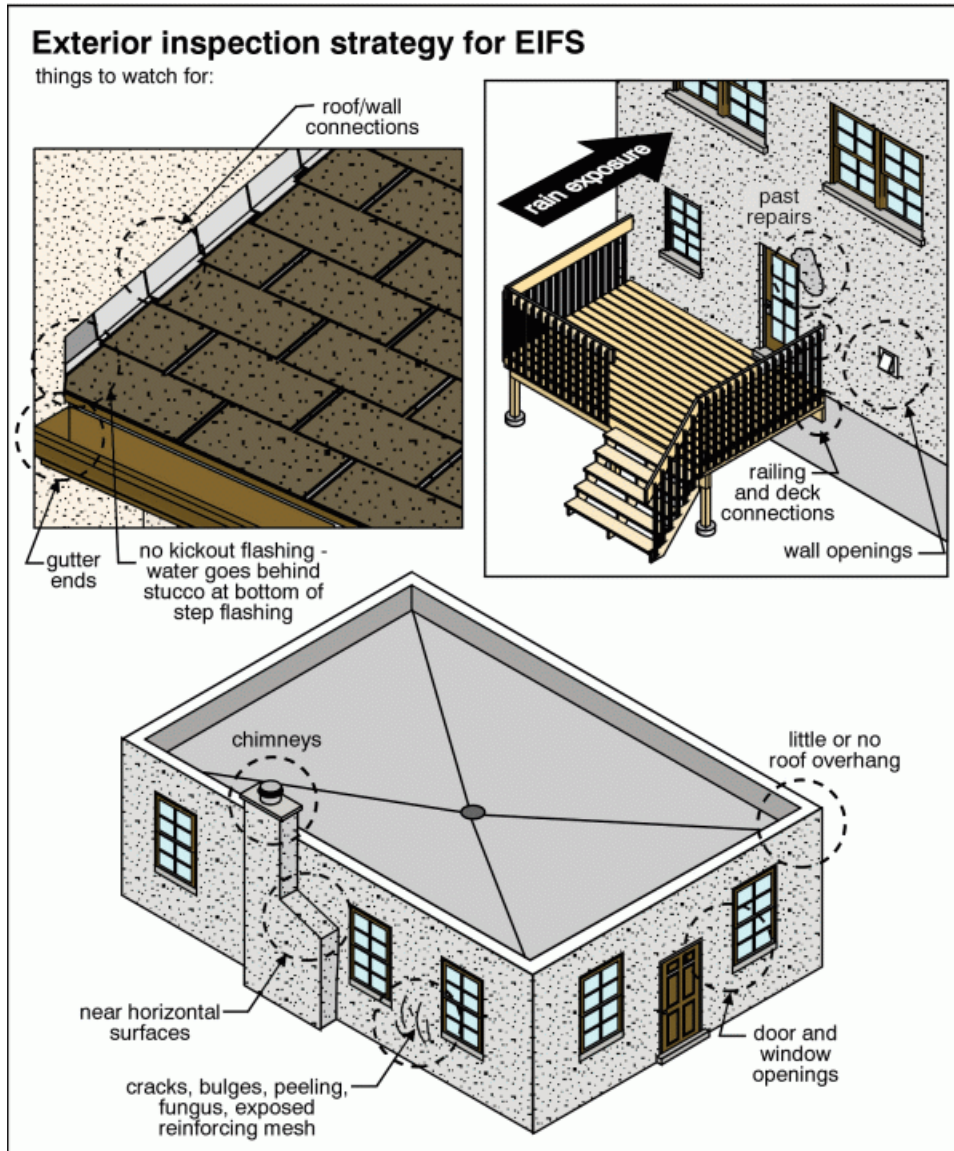 Exterior inspection strategy for EIFS
things to watch for:
roof/wall
connections
rain exposure
past
repairs
railing
and deck
connections
wall openings
gutter
ends
no kickout flashing -
water goes behind
stucco at bottom of
step flashing
chimneys
little or no
roof overhang
near horizontal
surfaces
door and
window
openings
cracks, bulges, peeling,
fungus, exposed
reinforcing mesh